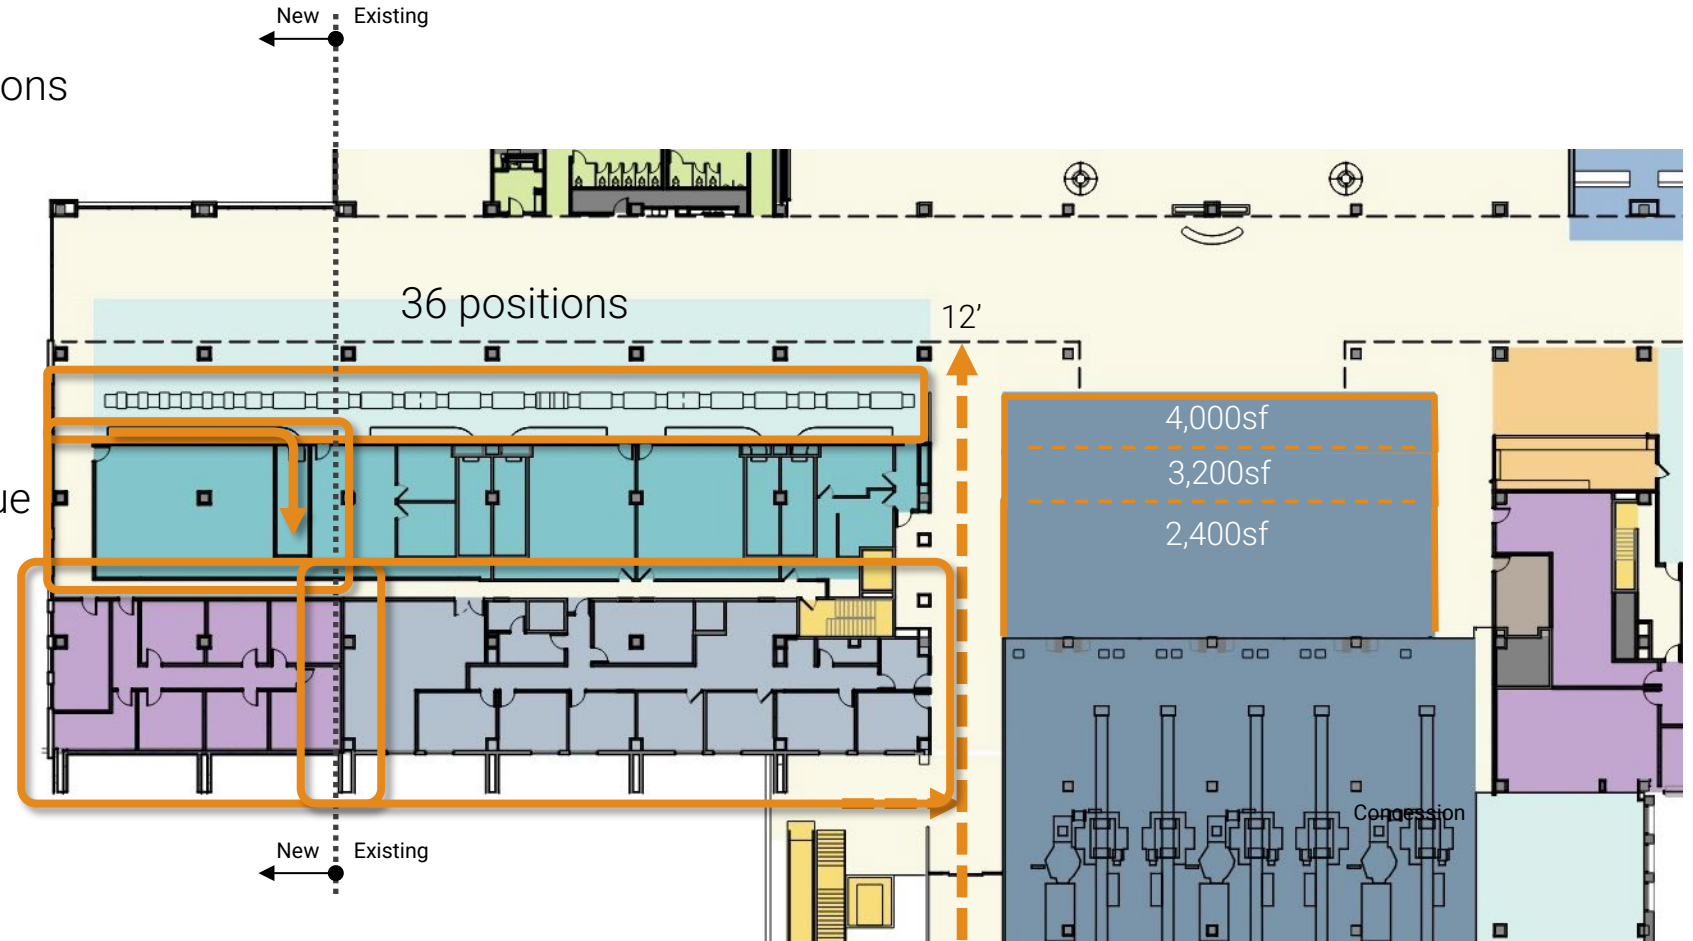 New Existing
ons
36 positions
12’
4,000sf
3,200sf
ue
2,400sf
Concession
New Existing